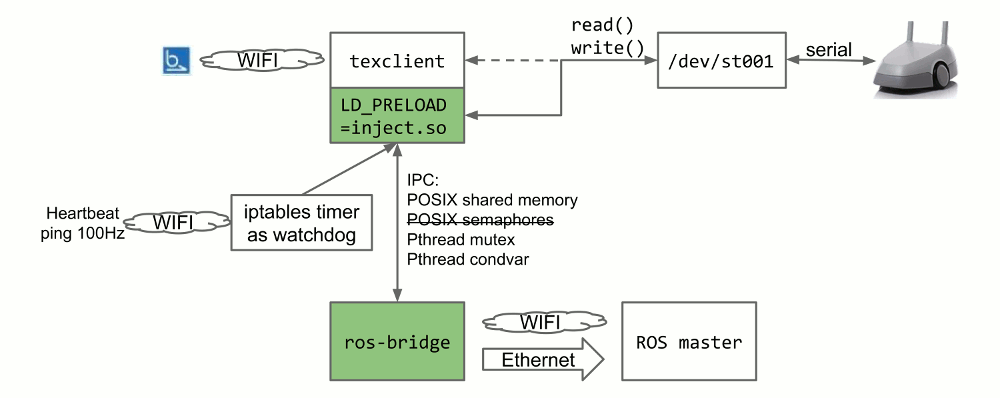 read()
write()
WIFI
texclient
/dev/st001
serial
b
LD_PRELOAD
=inject.so
IPC:
POSIX shared memory
POSIX semaphores
Pthread mutex
Pthread condvar
Heartbeat
ping 100Hz
WIFI
iptables timer
as watchdog
ros-bridge
WIFI
Ethernet
ROS master